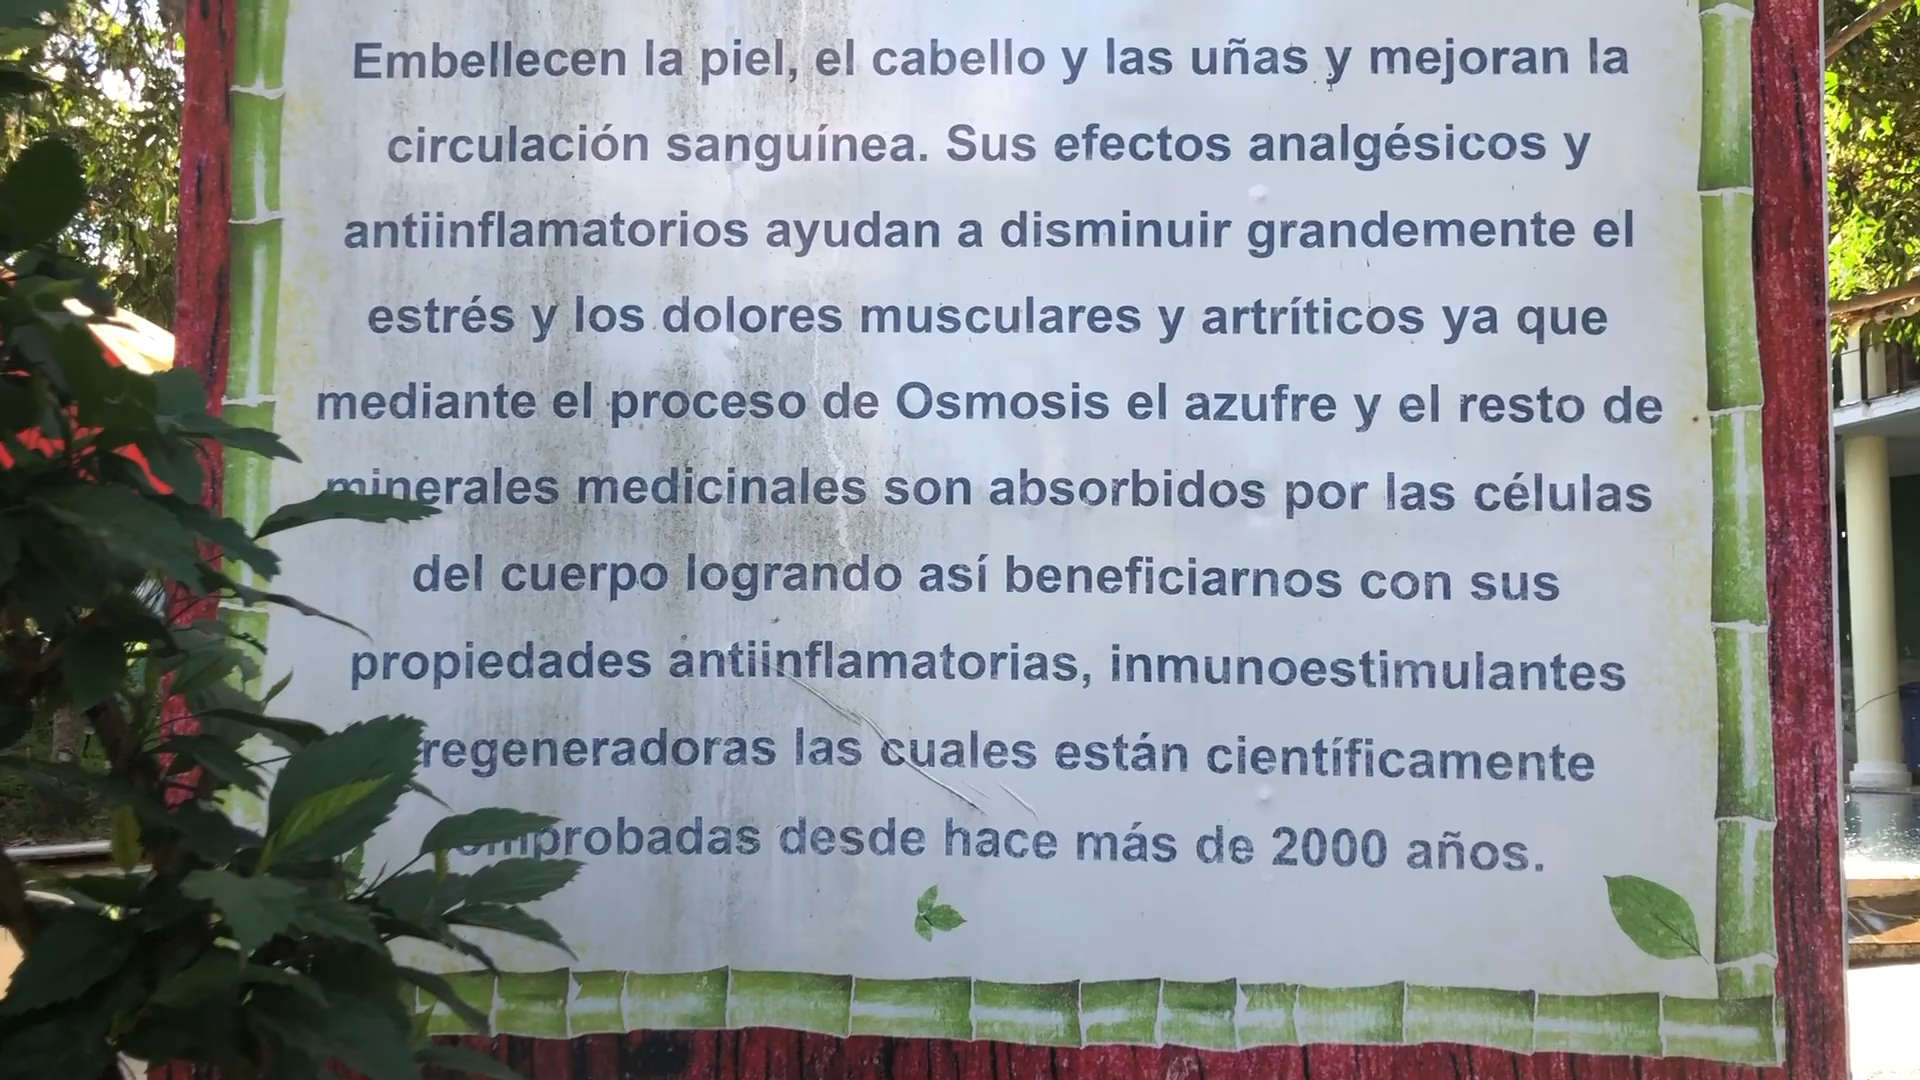 Embellecen la piel, el cabello y las uñas y mejoran la
circulación sanguínea. Sus efectos analgésicos y
antiinflamatorios ayudan a disminuir grandemente el
estrés y los dolores musculares y artríticos ya que
mediante el proceso de Osmosis el azufre y el resto de
minerales medicinales son absorbidos por las células
del cuerpo logrando así beneficiarnos con sus
propiedades antiinflamatorias, inmunoestimulantes
regeneradoras las cuales están científicamente
comprobadas desde hace más de 2000 años.